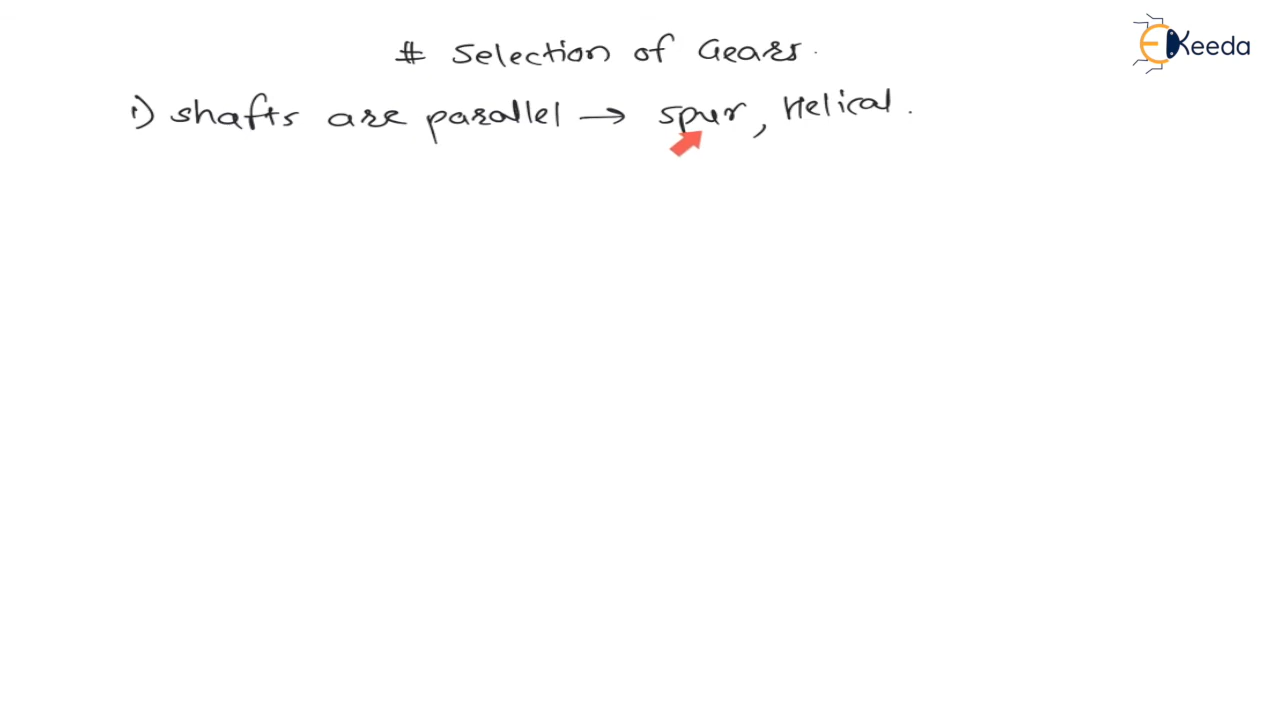 # Selection of Gears.
EKeeda
1) shafts are parallel → spur, Helical.